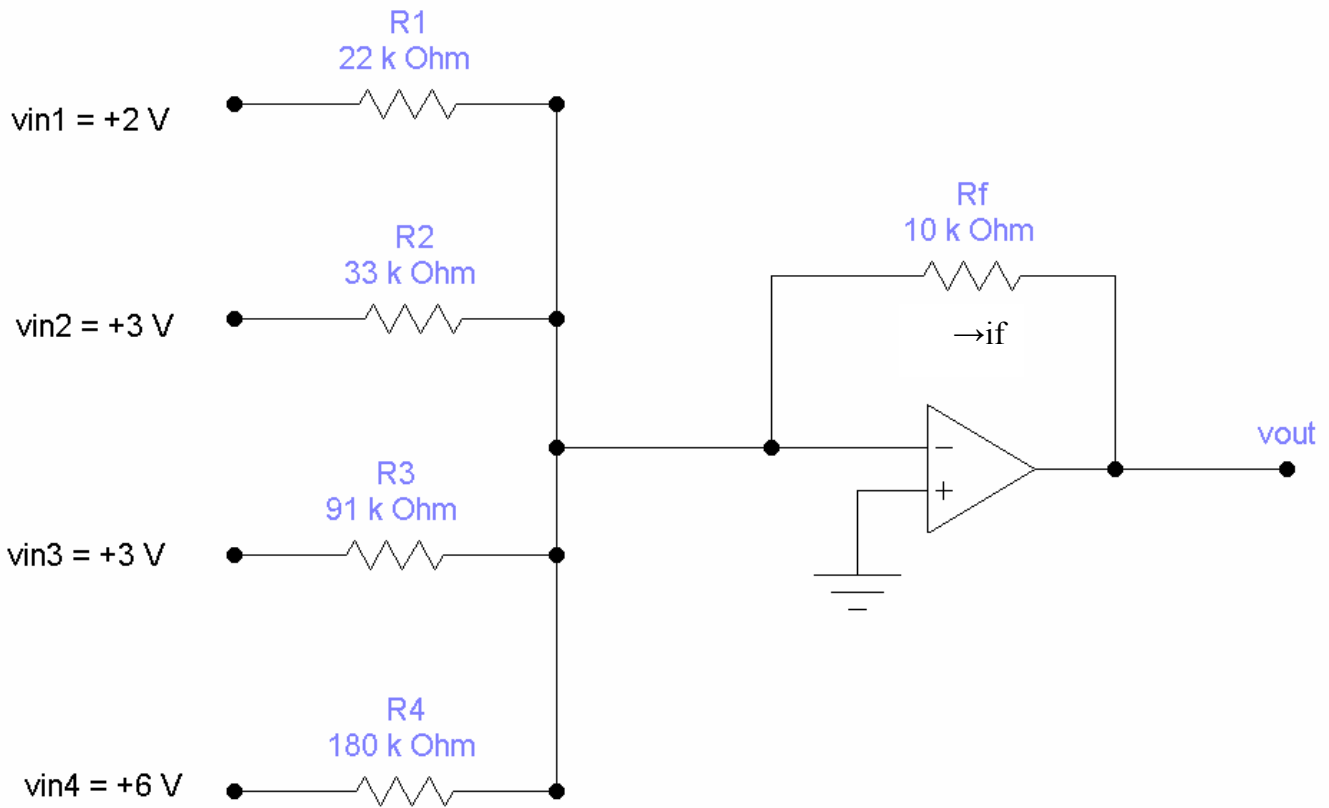 R1
22 k Ohm
vin1 = +2 V
R2
33 k Ohm
vin2 = +3 V
Rf
10 k Ohm
→if
−
+
vout
R3
91 k Ohm
vin3 = +3 V
R4
180 k Ohm
vin4 = +6 V